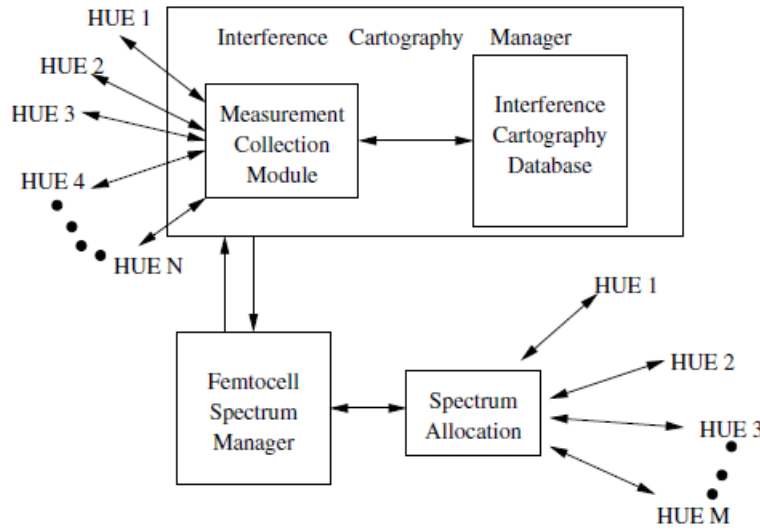 HUE 1
Interference Cartography Manager
HUE 2
HUE 3
Measurement
Collection
Module
Interference
Cartography
Database
HUE 4
HUE N
HUE 1
Femtocell
Spectrum
Manager
Spectrum
Allocation
HUE 2
HUE 3
HUE M